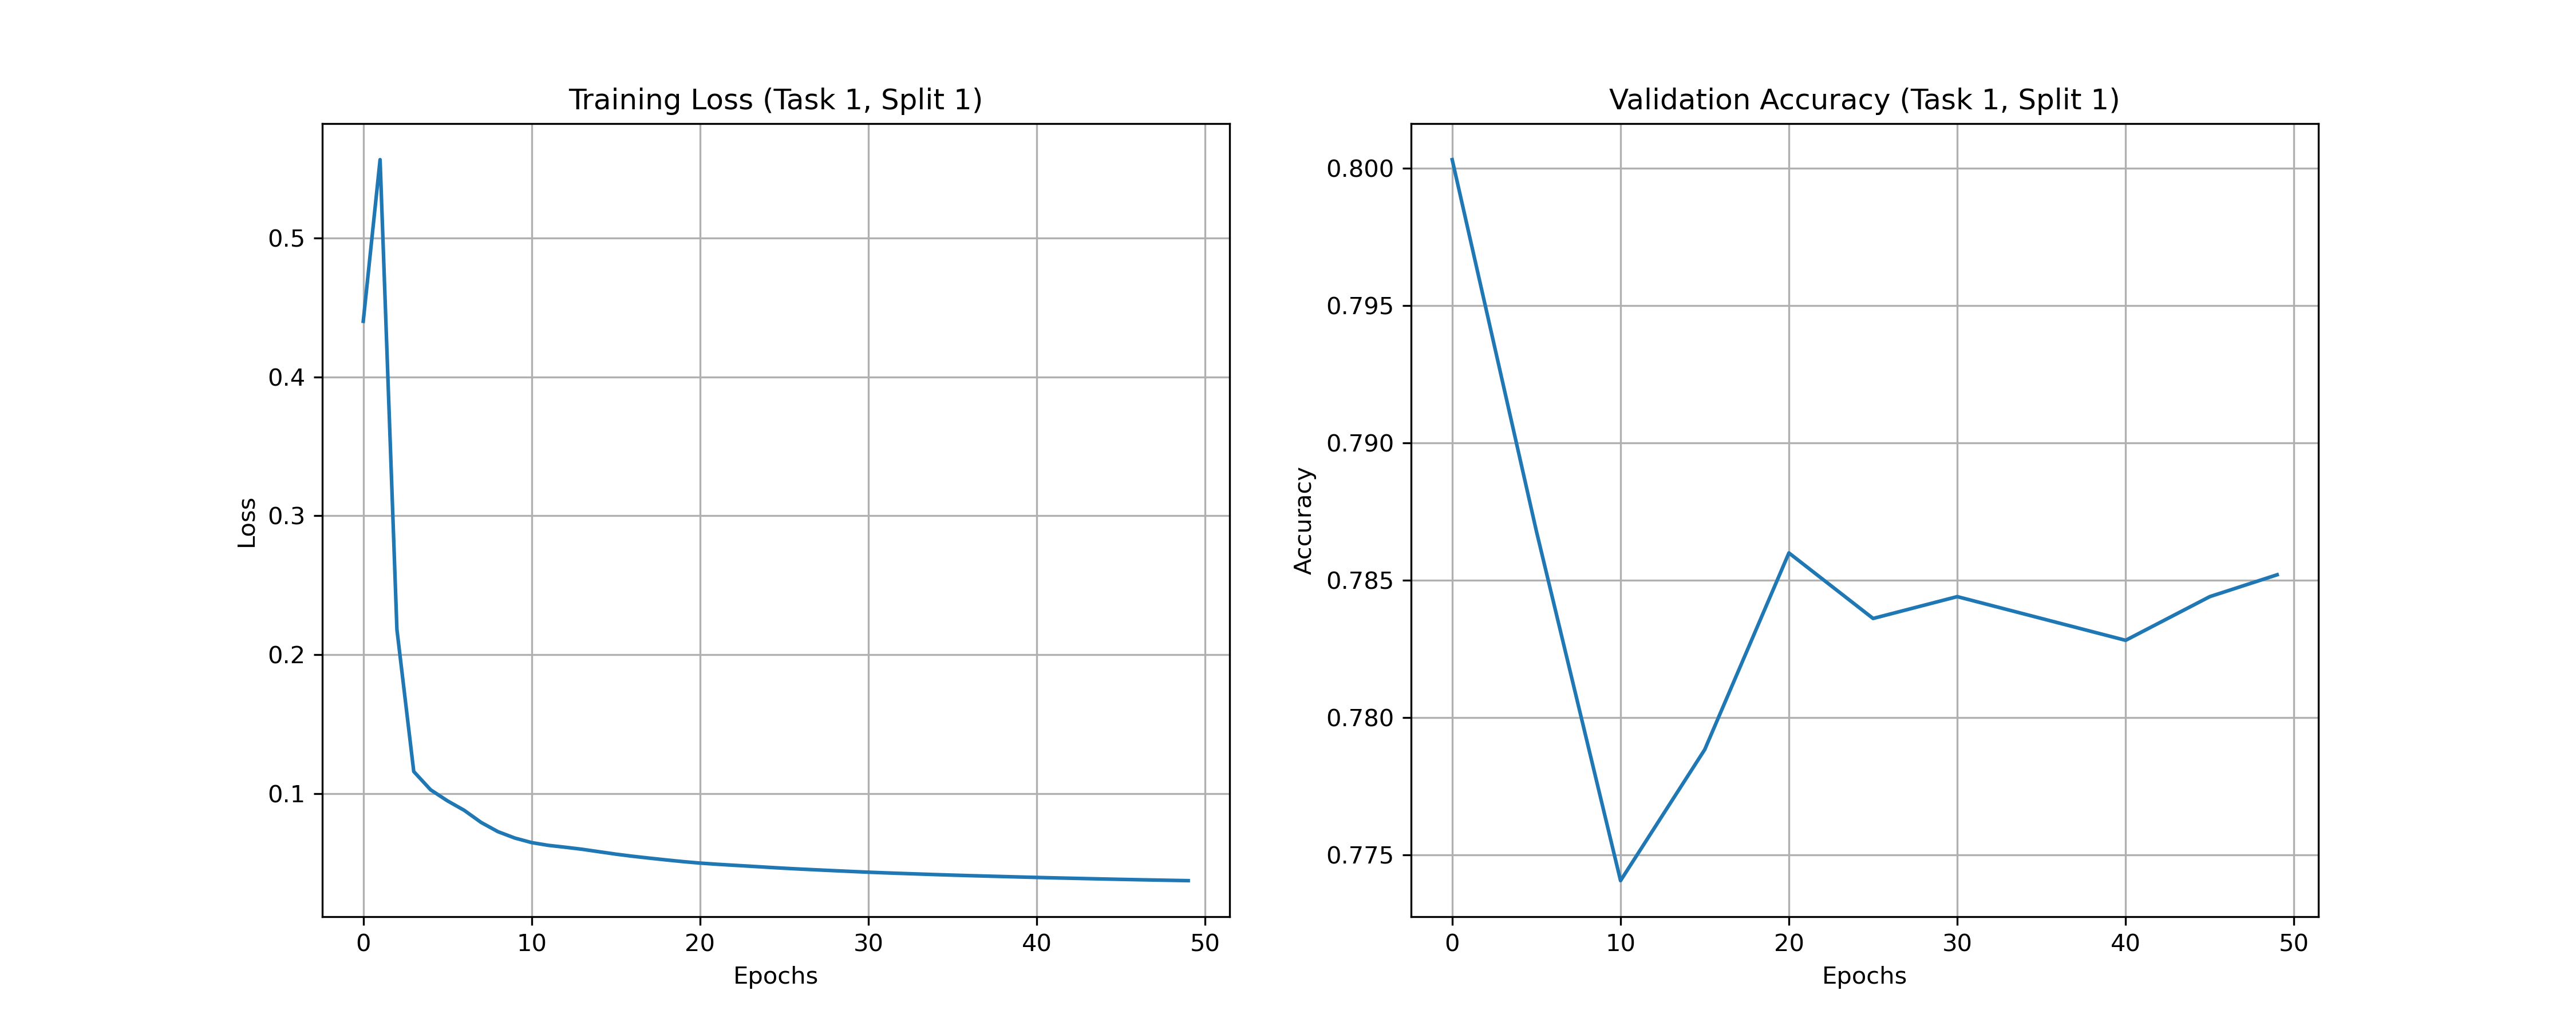 Training Loss (Task 1, Split 1)
Loss
0.5
0.4
0.3
0.2
0.1
0 10 20 30 40 50
Epochs
Validation Accuracy (Task 1, Split 1)
Accuracy
0.800
0.795
0.790
0.785
0.780
0.775
0 10 20 30 40 50
Epochs